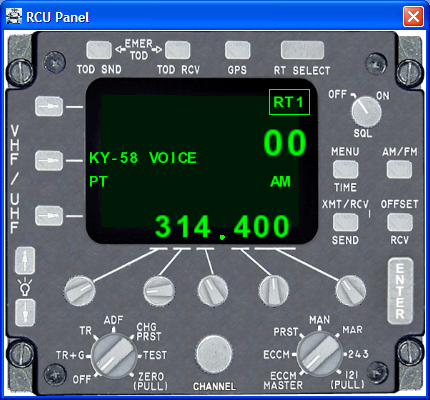 RCU Panel
EMER
TOD
TOD SND
TOD RCV
GPS
RT SELECT
RT1
00
KY-58 VOICE
PT
AM
314.400
VHF/UHF
OFF
ON
SQL
MENU
TIME
AM/FM
XMT/RCV
SEND
OFFSET
RCV
ENTER
OFF
TR+G
TR
ADF
CHG
PRST
TEST
ZERO
(PULL)
CHANNEL
ECCM
MASTER
ECCM
PRST
MAN
MAR
243
121
(PULL)